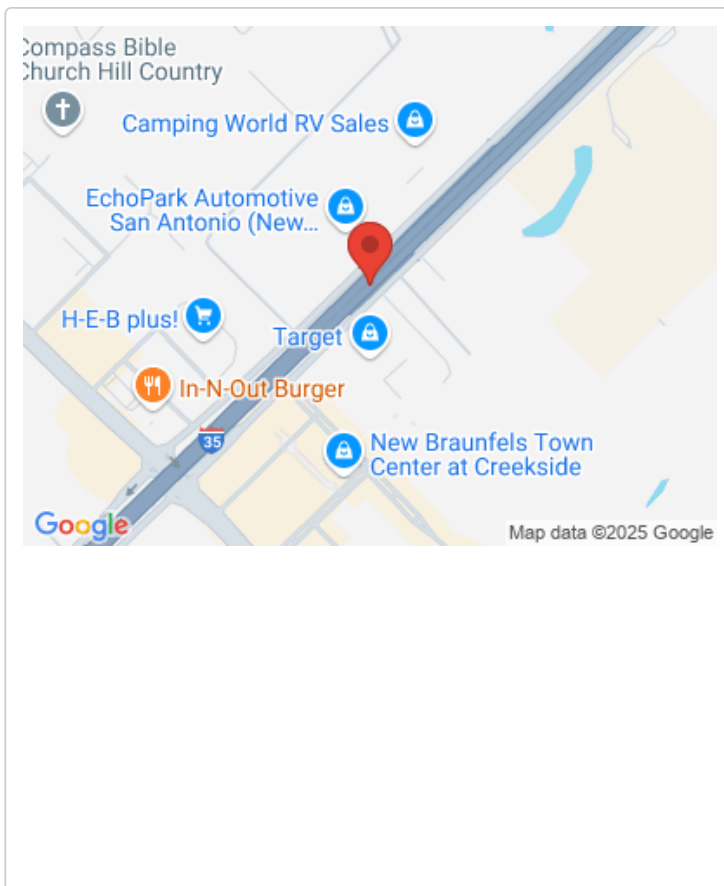 Compass Bible
Church Hill Country
Camping World RV Sales
EchoPark Automotive
San Antonio (New...
H-E-B plus!
Target
In-N-Out Burger
35
New Braunfels Town
Center at Creekside
Google
Map data ©2025 Google